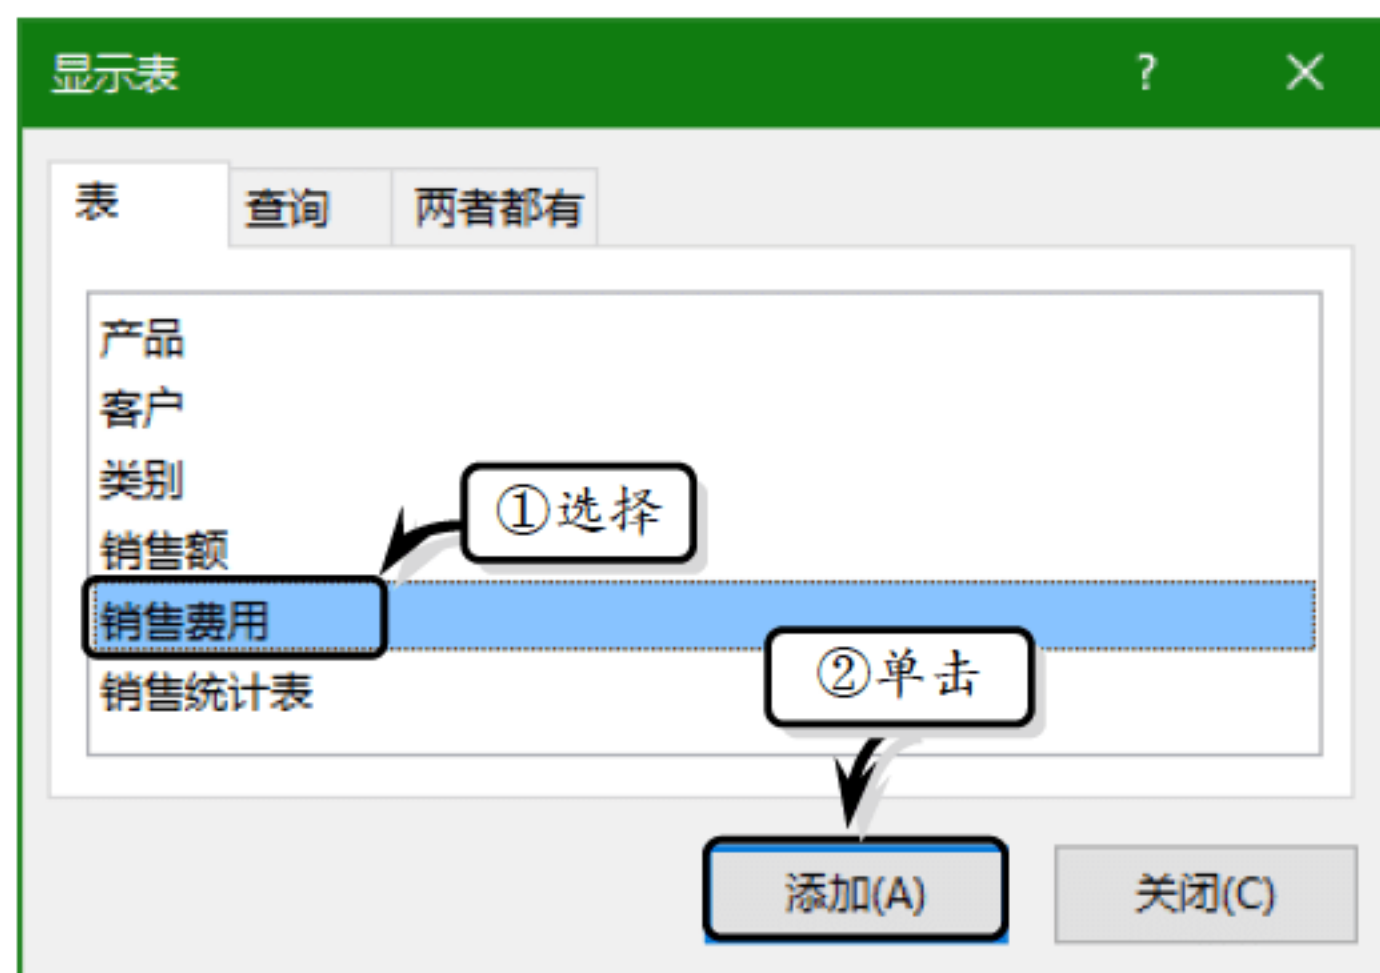 显示表 ? ×
表 查询 两者都有
产品
客户
类别
①选择
销售额
销售费用
②单击
销售统计表
添加(A) 关闭(C)